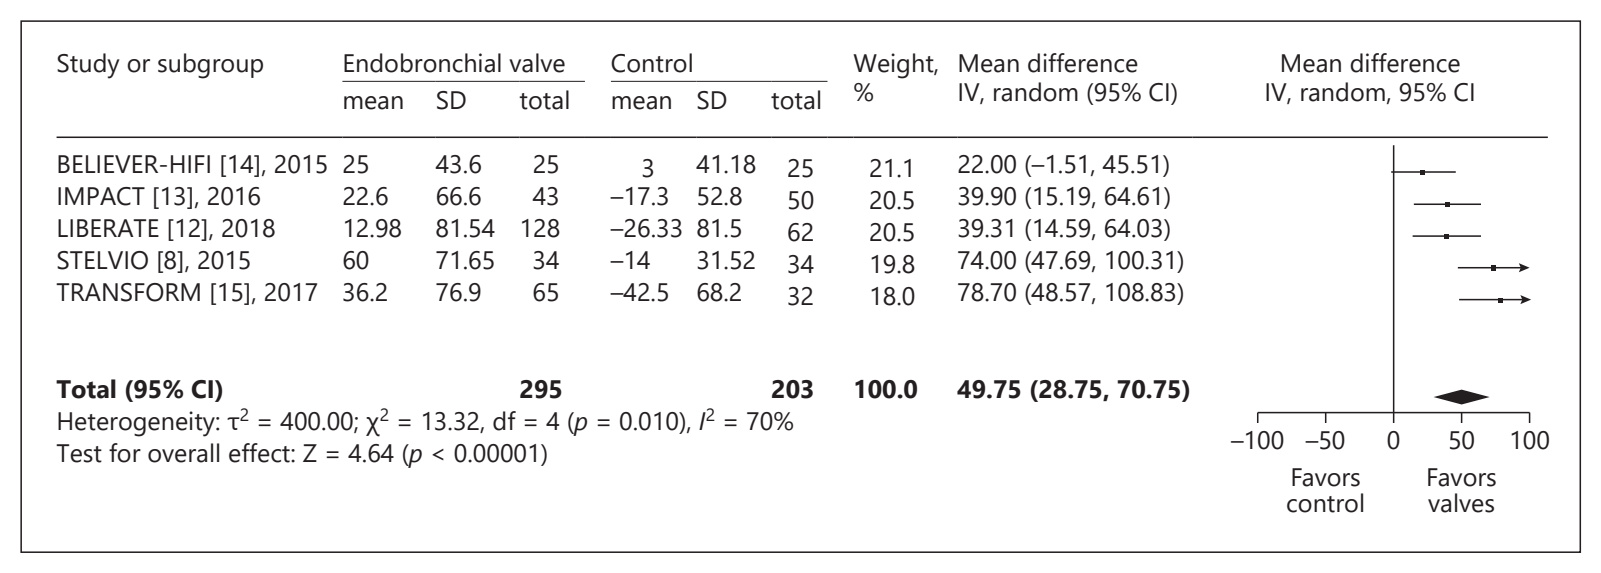 Study or subgroup Endobronchial valve Control Weight, % Mean difference IV, random (95% CI) Mean difference IV, random, 95% CI
mean SD total mean SD total
BELIEVER-HIFI [14], 2015 25 43.6 25 3 41.18 25 21.1 22.00 (–1.51, 45.51)
IMPACT [13], 2016 22.6 66.6 43 –17.3 52.8 50 20.5 39.90 (15.19, 64.61)
LIBERATE [12], 2018 12.98 81.54 128 –26.33 81.5 62 20.5 39.31 (14.59, 64.03)
STELVIO [8], 2015 60 71.65 34 –14 31.52 34 19.8 74.00 (47.69, 100.31)
TRANSFORM [15], 2017 36.2 76.9 65 –42.5 68.2 32 18.0 78.70 (48.57, 108.83)
Total (95% CI) 295 203 100.0 49.75 (28.75, 70.75)
Heterogeneity: τ² = 400.00; χ² = 13.32, df = 4 (p = 0.010), I² = 70%
Test for overall effect: Z = 4.64 (p < 0.00001)
–100 –50 0 50 100
Favors control Favors valves